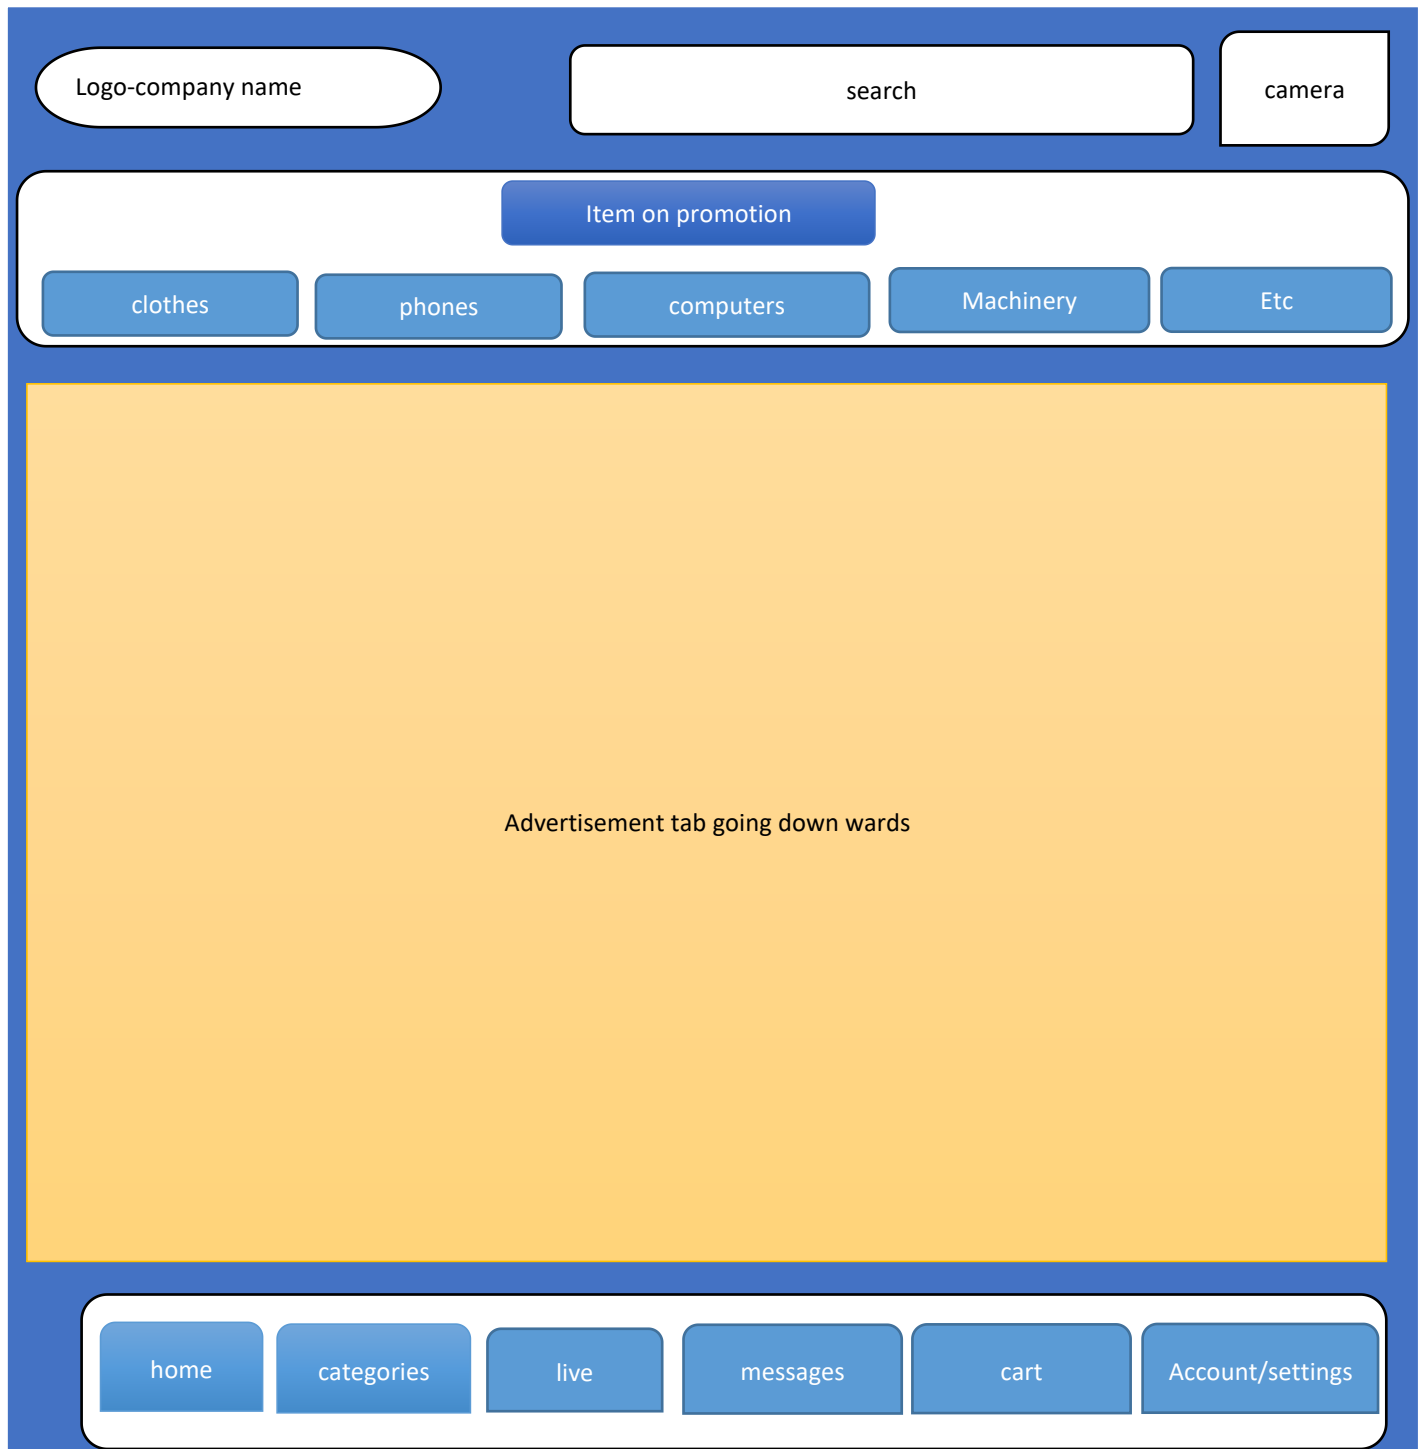 Logo-company name
search
camera
Item on promotion
clothes
phones
computers
Machinery
Etc
Advertisement tab going down wards
home
categories
live
messages
cart
Account/settings